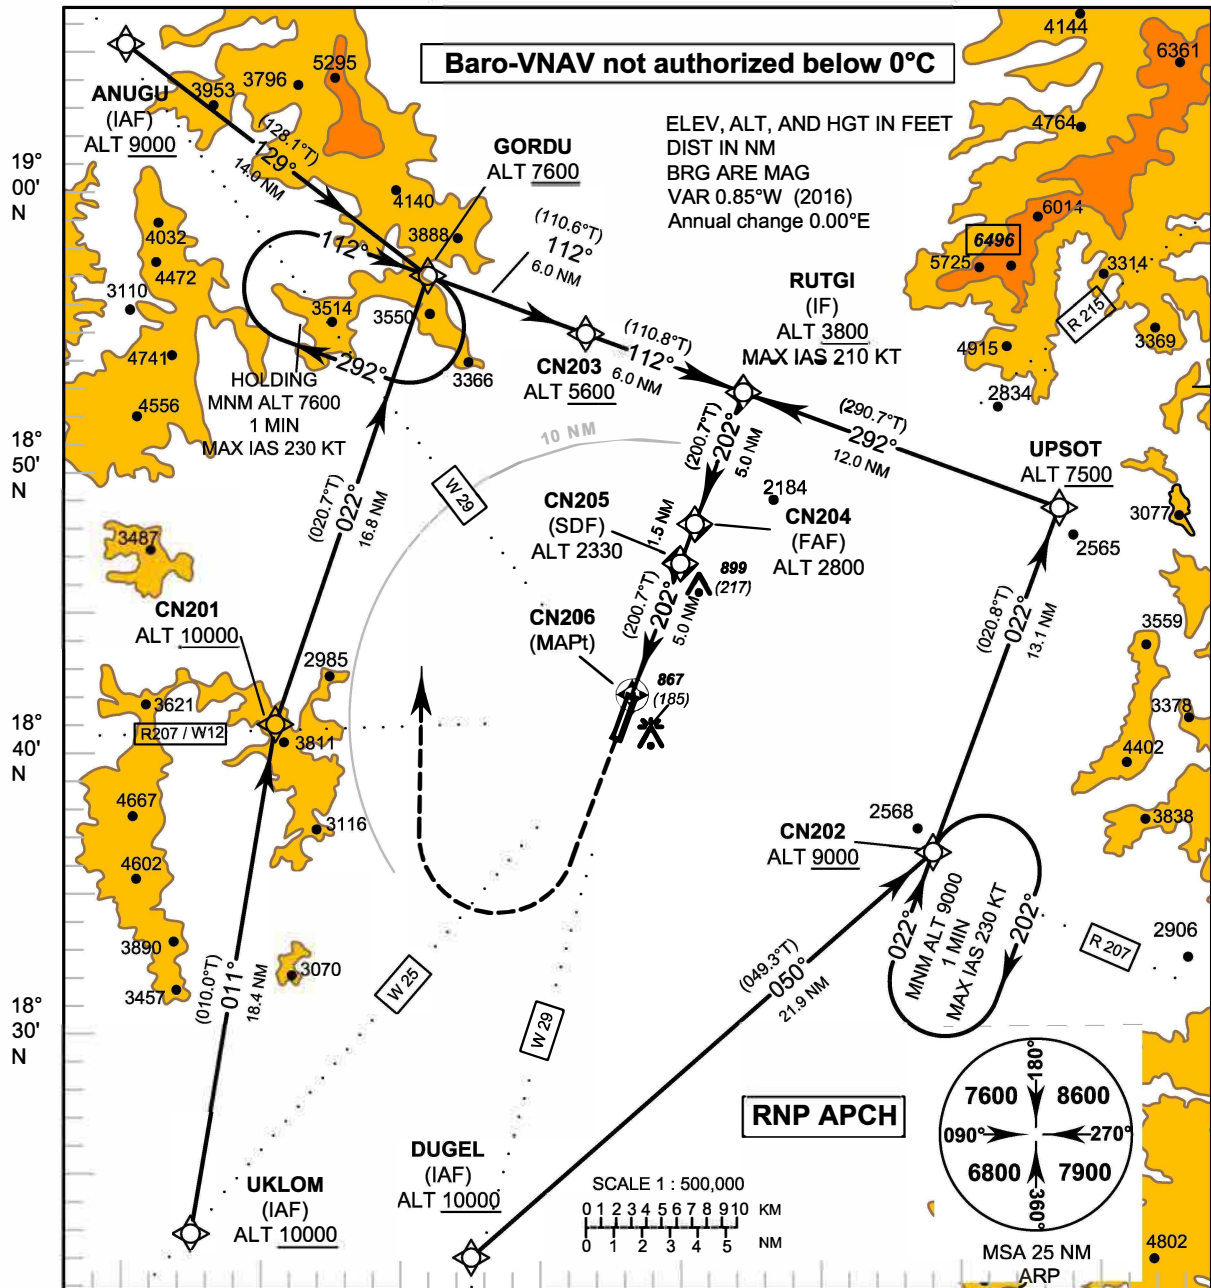 Baro-VNAV not authorized below 0°C
ELEV, ALT, AND HGT IN FEET
DIST IN NM
BRG ARE MAG
VAR 0.85°W (2016)
Annual change 0.00°E
19°
00'
N
18°
50'
N
18°
40'
N
18°
30'
N
ANUGU
(IAF)
ALT 9000
3953
3796
5295
(128.1°T)
129°
14.0 NM
GORDU
ALT 7600
4140
3888
4032
4472
3110
4741
4556
112°
3514
3550
292°
3366
HOLDING
MNM ALT 7600
1 MIN
MAX IAS 230 KT
(110.6°T)
112°
6.0 NM
CN203
ALT 5600
(110.8°T)
112°
6.0 NM
RUTGI
(IF)
ALT 3800
MAX IAS 210 KT
4144
6361
4764
6014
6496
5725
3314
R 215
3369
4915
2834
(290.7°T)
292°
12.0 NM
UPSOT
ALT 7500
3077
2565
10 NM
W 29
(200.7°T)
202°
5.0 NM
2184
CN205
(SDF)
ALT 2330
1.5 NM
CN204
(FAF)
ALT 2800
899
(217)
(200.7°T)
202°
5.0 NM
CN206
(MAPt)
867
(185)
(020.7°T)
022°
16.8 NM
3487
CN201
ALT 10000
2985
3621
R207 / W12
3811
4667
3116
4602
3890
3457
3070
(010.0°T)
011°
18.4 NM
(020.8°T)
022°
13.1 NM
3559
3378
4402
3838
2568
CN202
ALT 9000
022°
MNM ALT 9000
1 MIN
MAX IAS 230 KT
202°
R 207
2906
(049.3°T)
050°
21.9 NM
W 25
W 29
UKLOM
(IAF)
ALT 10000
DUGEL
(IAF)
ALT 10000
RNP APCH
SCALE 1 : 500,000
0 1 2 3 4 5 6 7 8 9 10 KM
0 1 2 3 4 5 NM
180°
7600 8600
090° 270°
6800 7900
360°
MSA 25 NM
ARP
4802